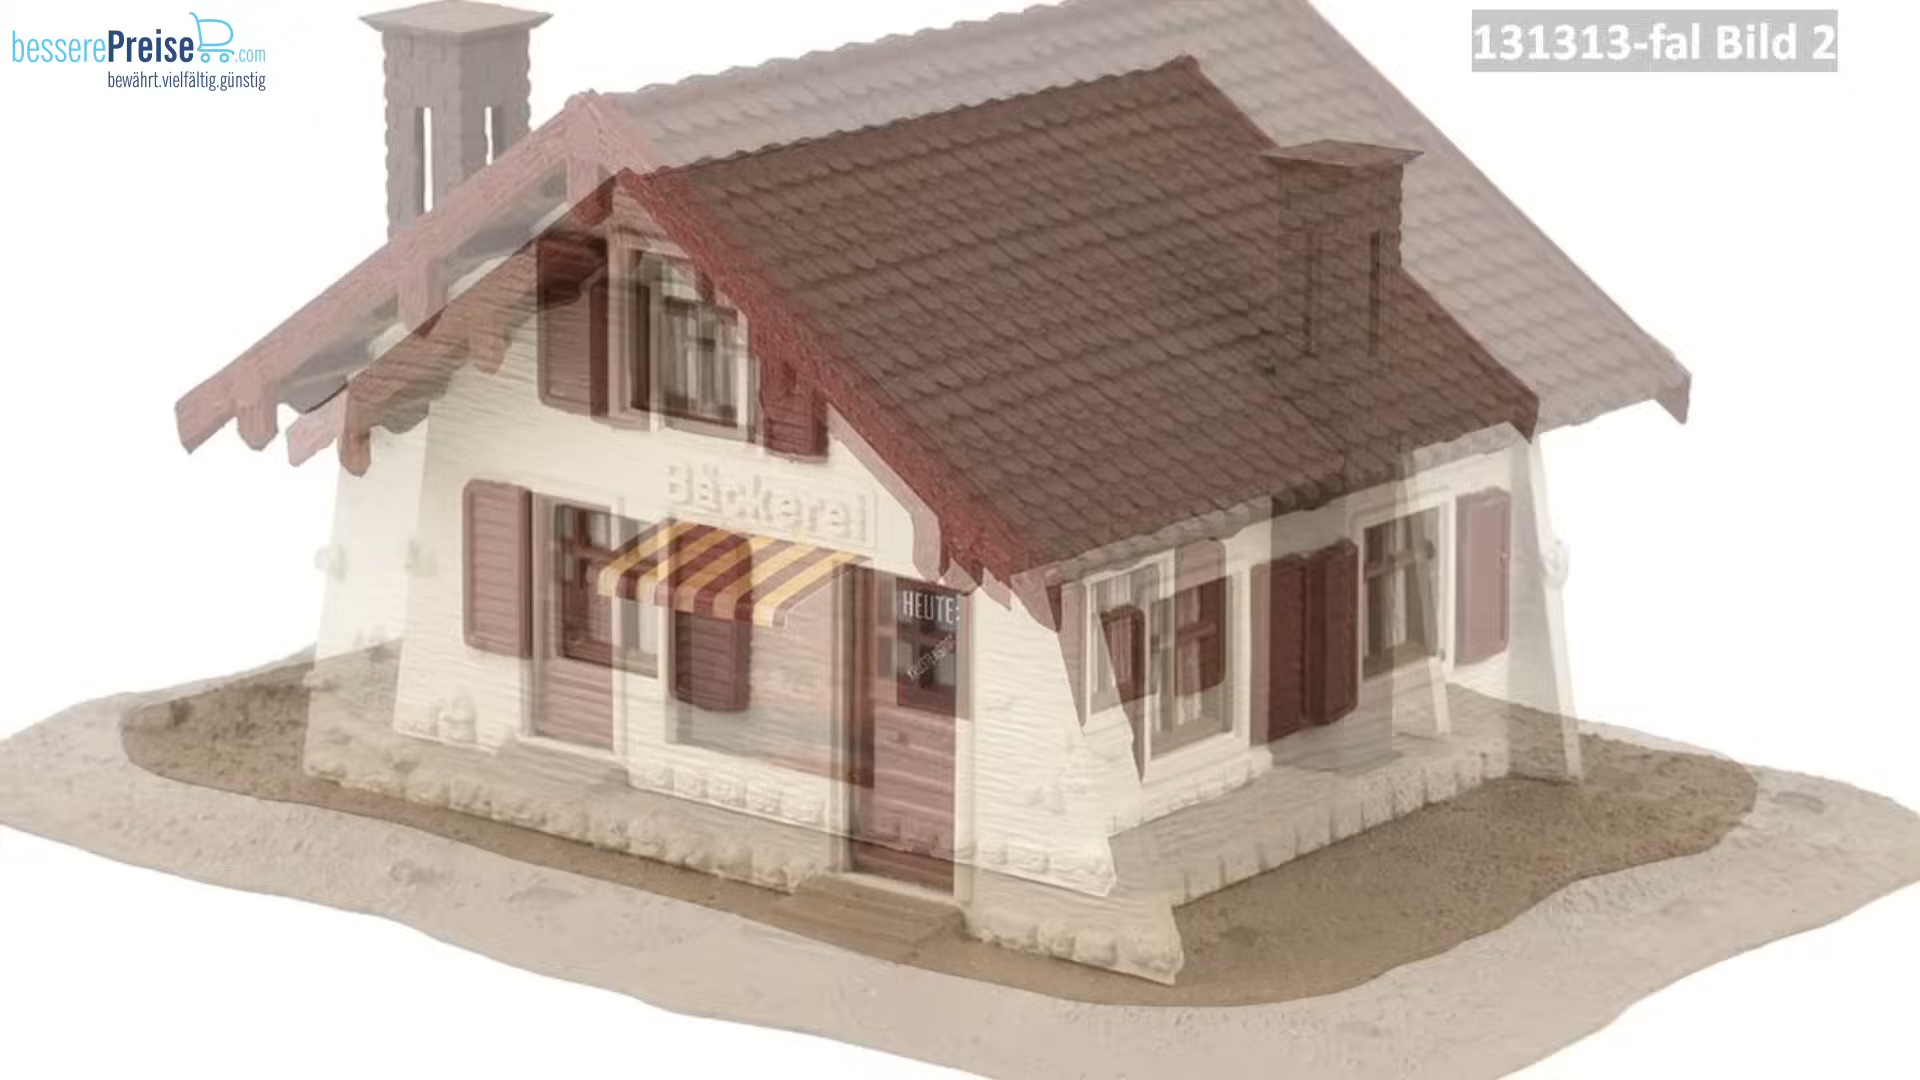 besserePreise.com
bewährt.vielfältig.günstig
131313-fal Bild 2
Bäckerei
HEUTE: